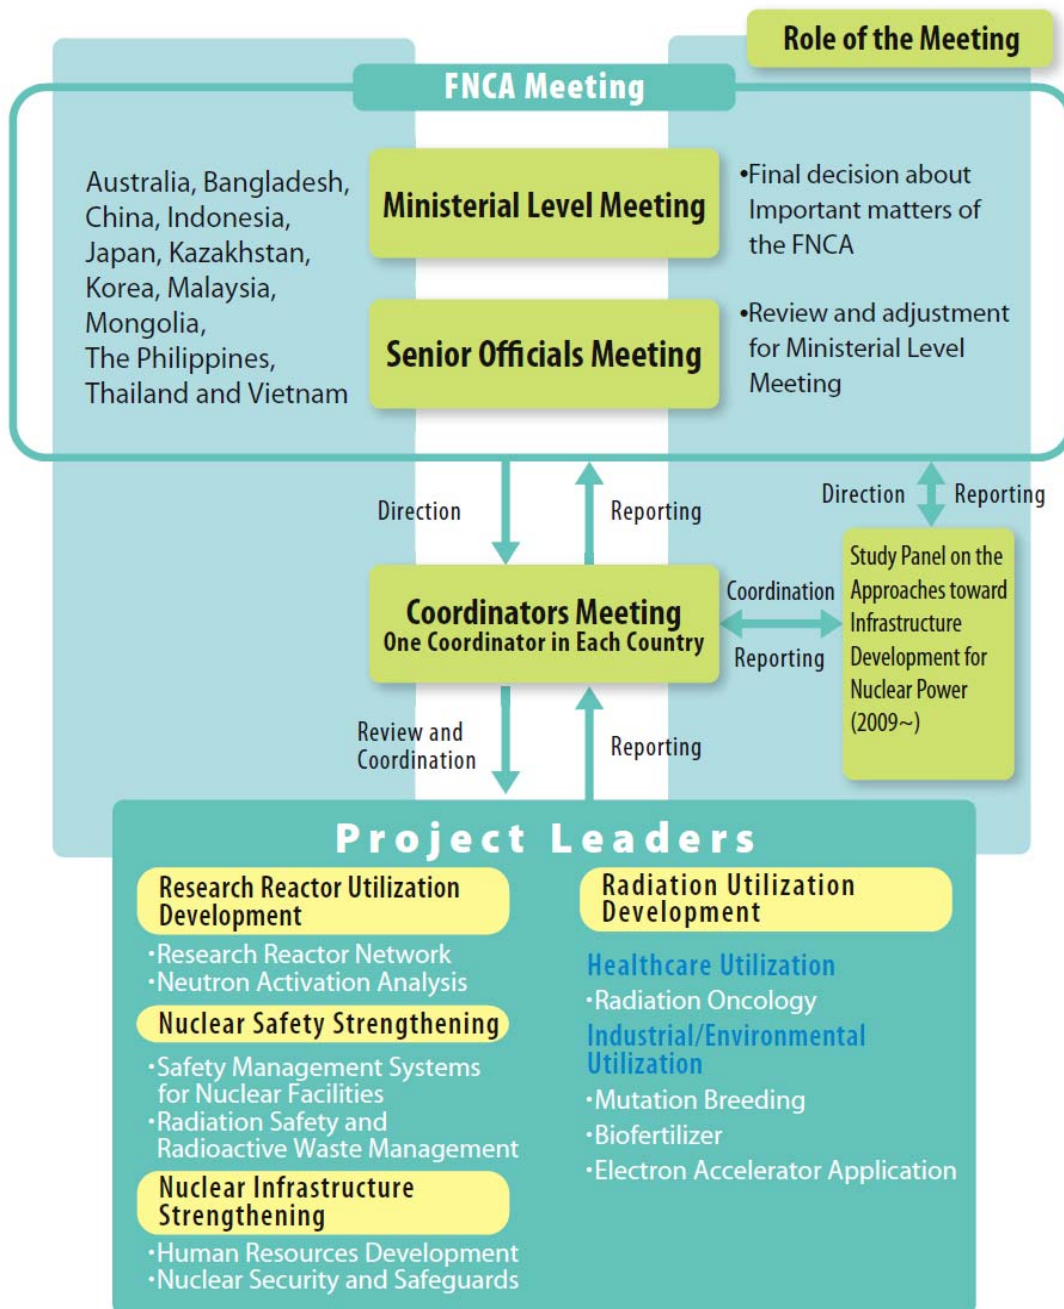 Role of the Meeting
FNCA Meeting
Australia, Bangladesh,
China, Indonesia,
Japan, Kazakhstan,
Korea, Malaysia,
Mongolia,
The Philippines,
Thailand and Vietnam
Ministerial Level Meeting
•Final decision about
Important matters of
the FNCA
Senior Officials Meeting
•Review and adjustment
for Ministerial Level
Meeting
Direction
Reporting
Direction
Reporting
Coordinators Meeting
One Coordinator in Each Country
Coordination
Reporting
Study Panel on the
Approaches toward
Infrastructure
Development for
Nuclear Power
(2009~)
Review and
Coordination
Reporting
Project Leaders
Research Reactor Utilization
Development
・Research Reactor Network
・Neutron Activation Analysis
Nuclear Safety Strengthening
・Safety Management Systems
for Nuclear Facilities
・Radiation Safety and
Radioactive Waste Management
Nuclear Infrastructure
Strengthening
・Human Resources Development
・Nuclear Security and Safeguards
Radiation Utilization
Development
Healthcare Utilization
・Radiation Oncology
Industrial/Environmental
Utilization
・Mutation Breeding
・Biofertilizer
・Electron Accelerator Application